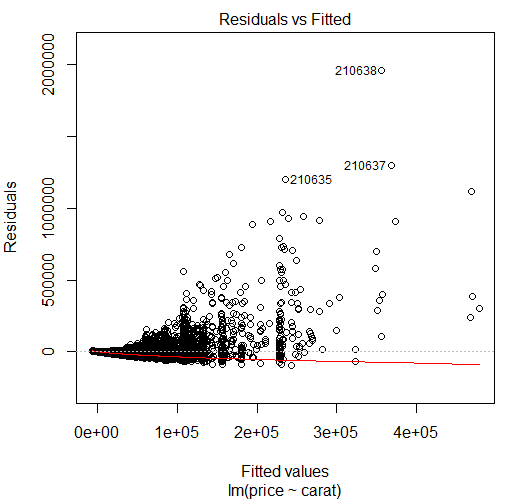 Residuals vs Fitted
2000000
1000000
500000
0
Residuals
210638
210637
210635
0e+00 1e+05 2e+05 3e+05 4e+05
Fitted values
lm(price ~ carat)